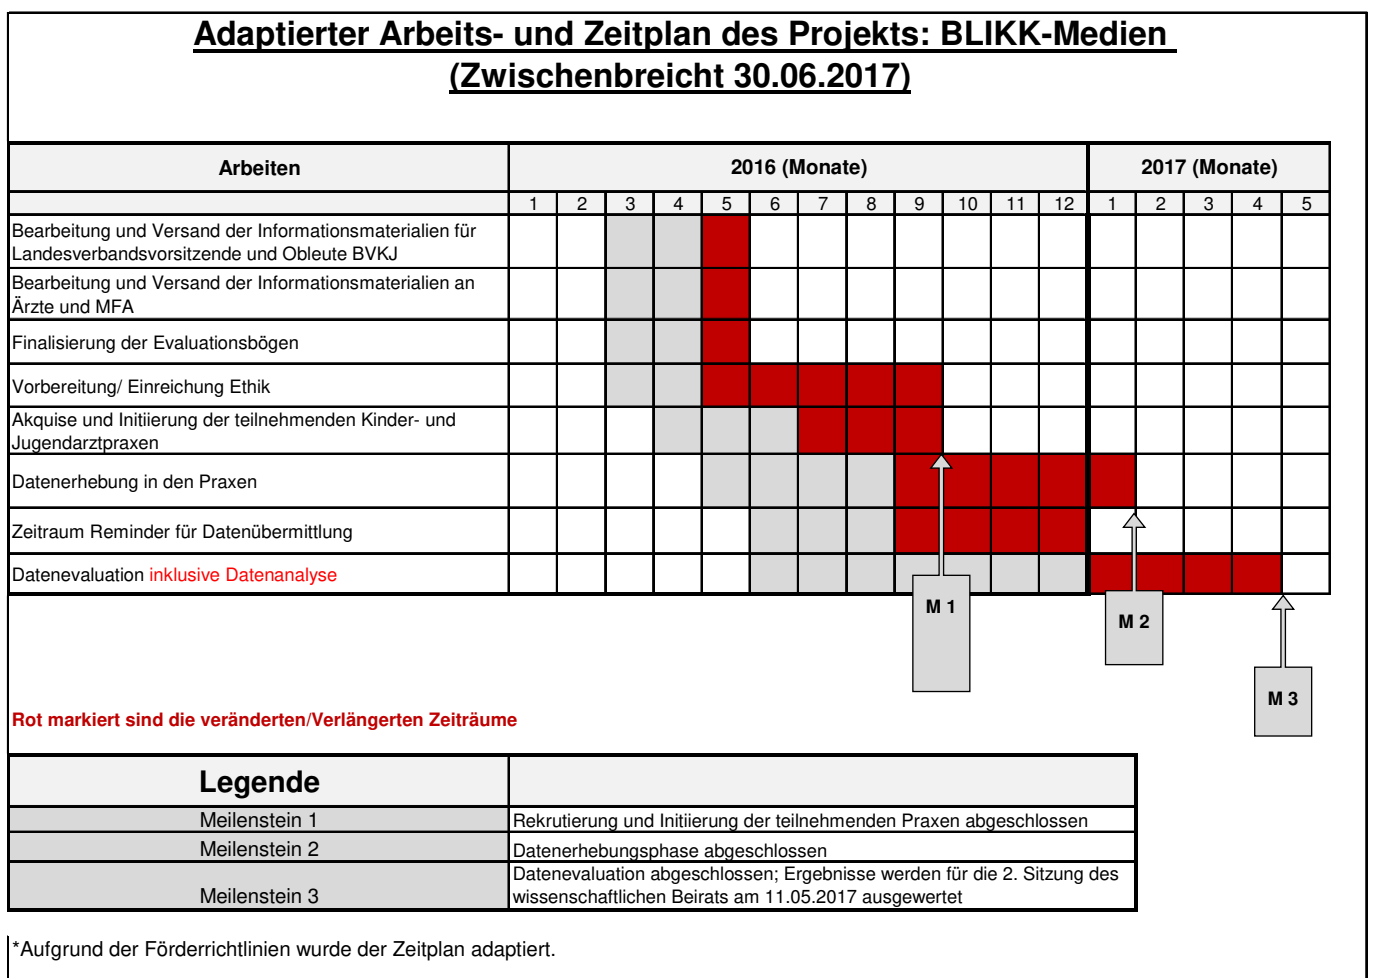 Adaptierter Arbeits- und Zeitplan des Projekts: BLIKK-Medien
(Zwischenbreicht 30.06.2017)
Arbeiten 2016 (Monate) 2017 (Monate)
1 2 3 4 5 6 7 8 9 10 11 12 1 2 3 4 5
Bearbeitung und Versand der Informationsmaterialien für
Landesverbandsvorsitzende und Obleute BVKJ
Bearbeitung und Versand der Informationsmaterialien an
Ärzte und MFA
Finalisierung der Evaluationsbögen
Vorbereitung/ Einreichung Ethik
Akquise und Initiierung der teilnehmenden Kinder- und
Jugendarztpraxen
Datenerhebung in den Praxen
Zeitraum Reminder für Datenübermittlung
Datenevaluation inklusive Datenanalyse
M 1
M 2
M 3
Rot markiert sind die veränderten/Verlängerten Zeiträume
Legende
Meilenstein 1 Rekrutierung und Initiierung der teilnehmenden Praxen abgeschlossen
Meilenstein 2 Datenerhebungsphase abgeschlossen
Meilenstein 3 Datenevaluation abgeschlossen; Ergebnisse werden für die 2. Sitzung des
wissenschaftlichen Beirats am 11.05.2017 ausgewertet
*Aufgrund der Förderrichtlinien wurde der Zeitplan adaptiert.